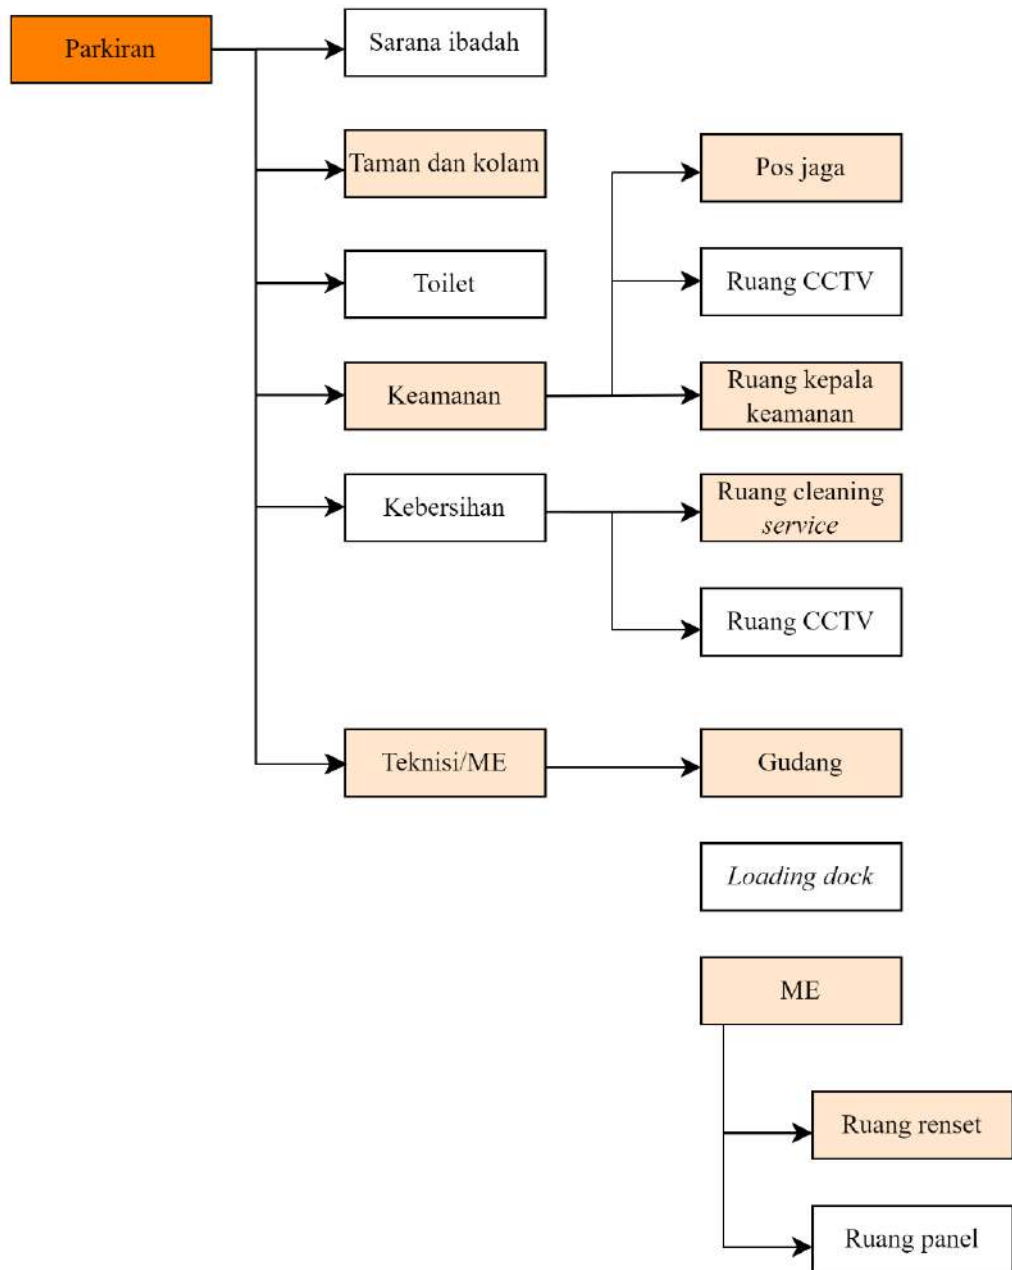 Parkiran
Sarana ibadah
Taman dan kolam
Pos jaga
Toilet
Ruang CCTV
Keamanan
Ruang kepala
keamanan
Kebersihan
Ruang cleaning
service
Ruang CCTV
Teknisi/ME
Gudang
Loading dock
ME
Ruang renset
Ruang panel